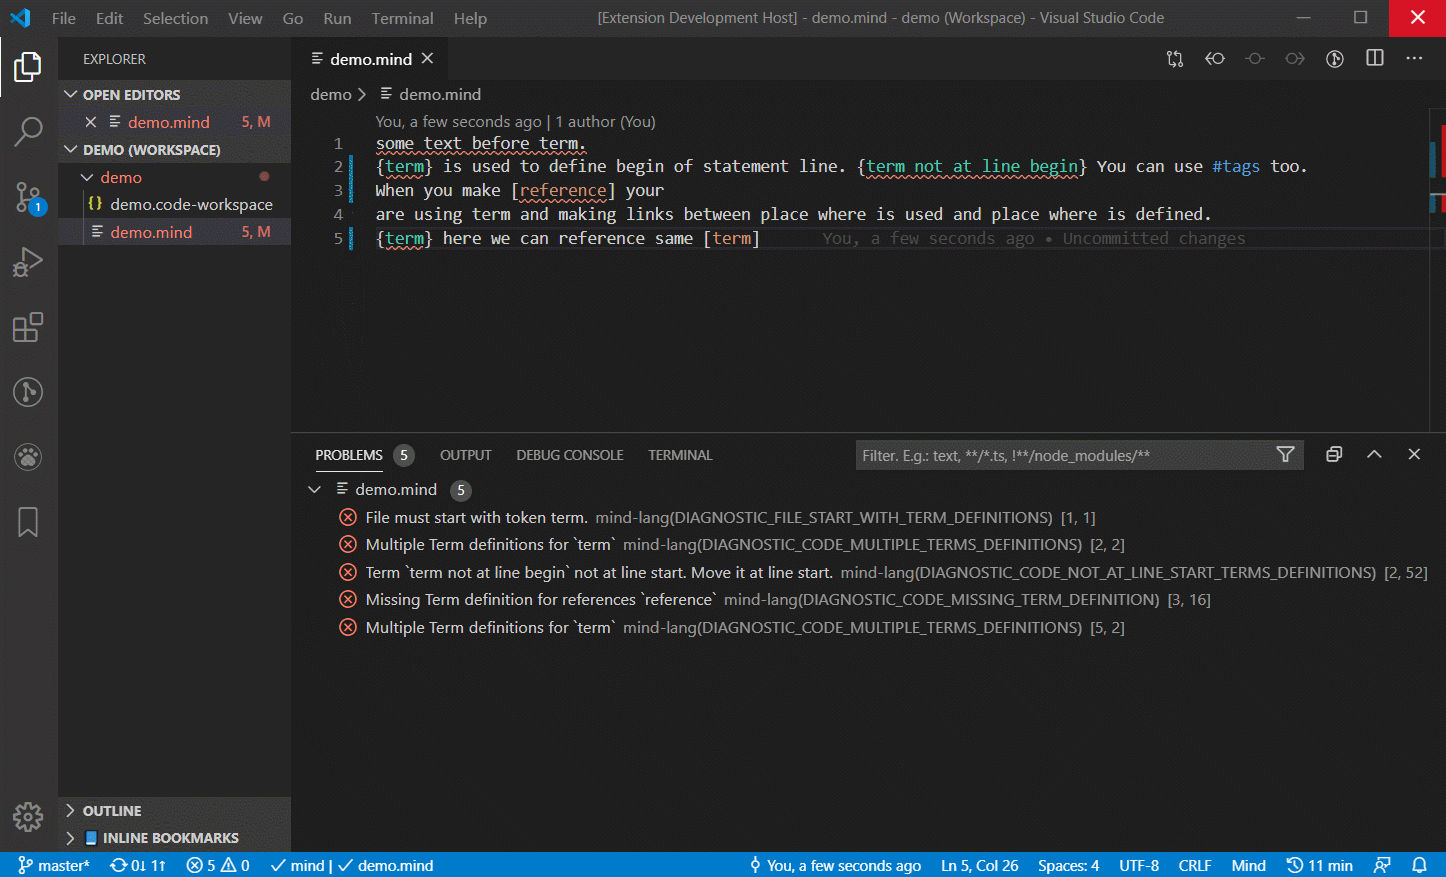 File Edit Selection View Go Run Terminal Help [Extension Development Host] - demo.mind - demo (Workspace) - Visual Studio Code
EXPLORER
OPEN EDITORS
demo.mind 5, M
DEMO (WORKSPACE)
demo
{} demo.code-workspace
demo.mind 5, M
1
OUTLINE
INLINE BOOKMARKS
demo.mind
demo > demo.mind
You, a few seconds ago | 1 author (You)
1 some text before term.
2 {term} is used to define begin of statement line. {term not at line begin} You can use #tags too.
3 When you make [reference] your
4 are using term and making links between place where is used and place where is defined.
5 {term} here we can reference same [term] You, a few seconds ago • Uncommitted changes
PROBLEMS 5 OUTPUT DEBUG CONSOLE TERMINAL Filter. E.g.: text, **/*.ts, !**/node_modules/**
demo.mind 5
File must start with token term. mind-lang(DIAGNOSTIC_FILE_START_WITH_TERM_DEFINITIONS) [1, 1]
Multiple Term definitions for `term` mind-lang(DIAGNOSTIC_CODE_MULTIPLE_TERMS_DEFINITIONS) [2, 2]
Term `term not at line begin` not at line start. Move it at line start. mind-lang(DIAGNOSTIC_CODE_NOT_AT_LINE_START_TERMS_DEFINITIONS) [2, 52]
Missing Term definition for references `reference` mind-lang(DIAGNOSTIC_CODE_MISSING_TERM_DEFINITION) [3, 16]
Multiple Term definitions for `term` mind-lang(DIAGNOSTIC_CODE_MULTIPLE_TERMS_DEFINITIONS) [5, 2]
master* 0↓ 1↑ 5 0 mind | demo.mind You, a few seconds ago Ln 5, Col 26 Spaces: 4 UTF-8 CRLF Mind 11 min